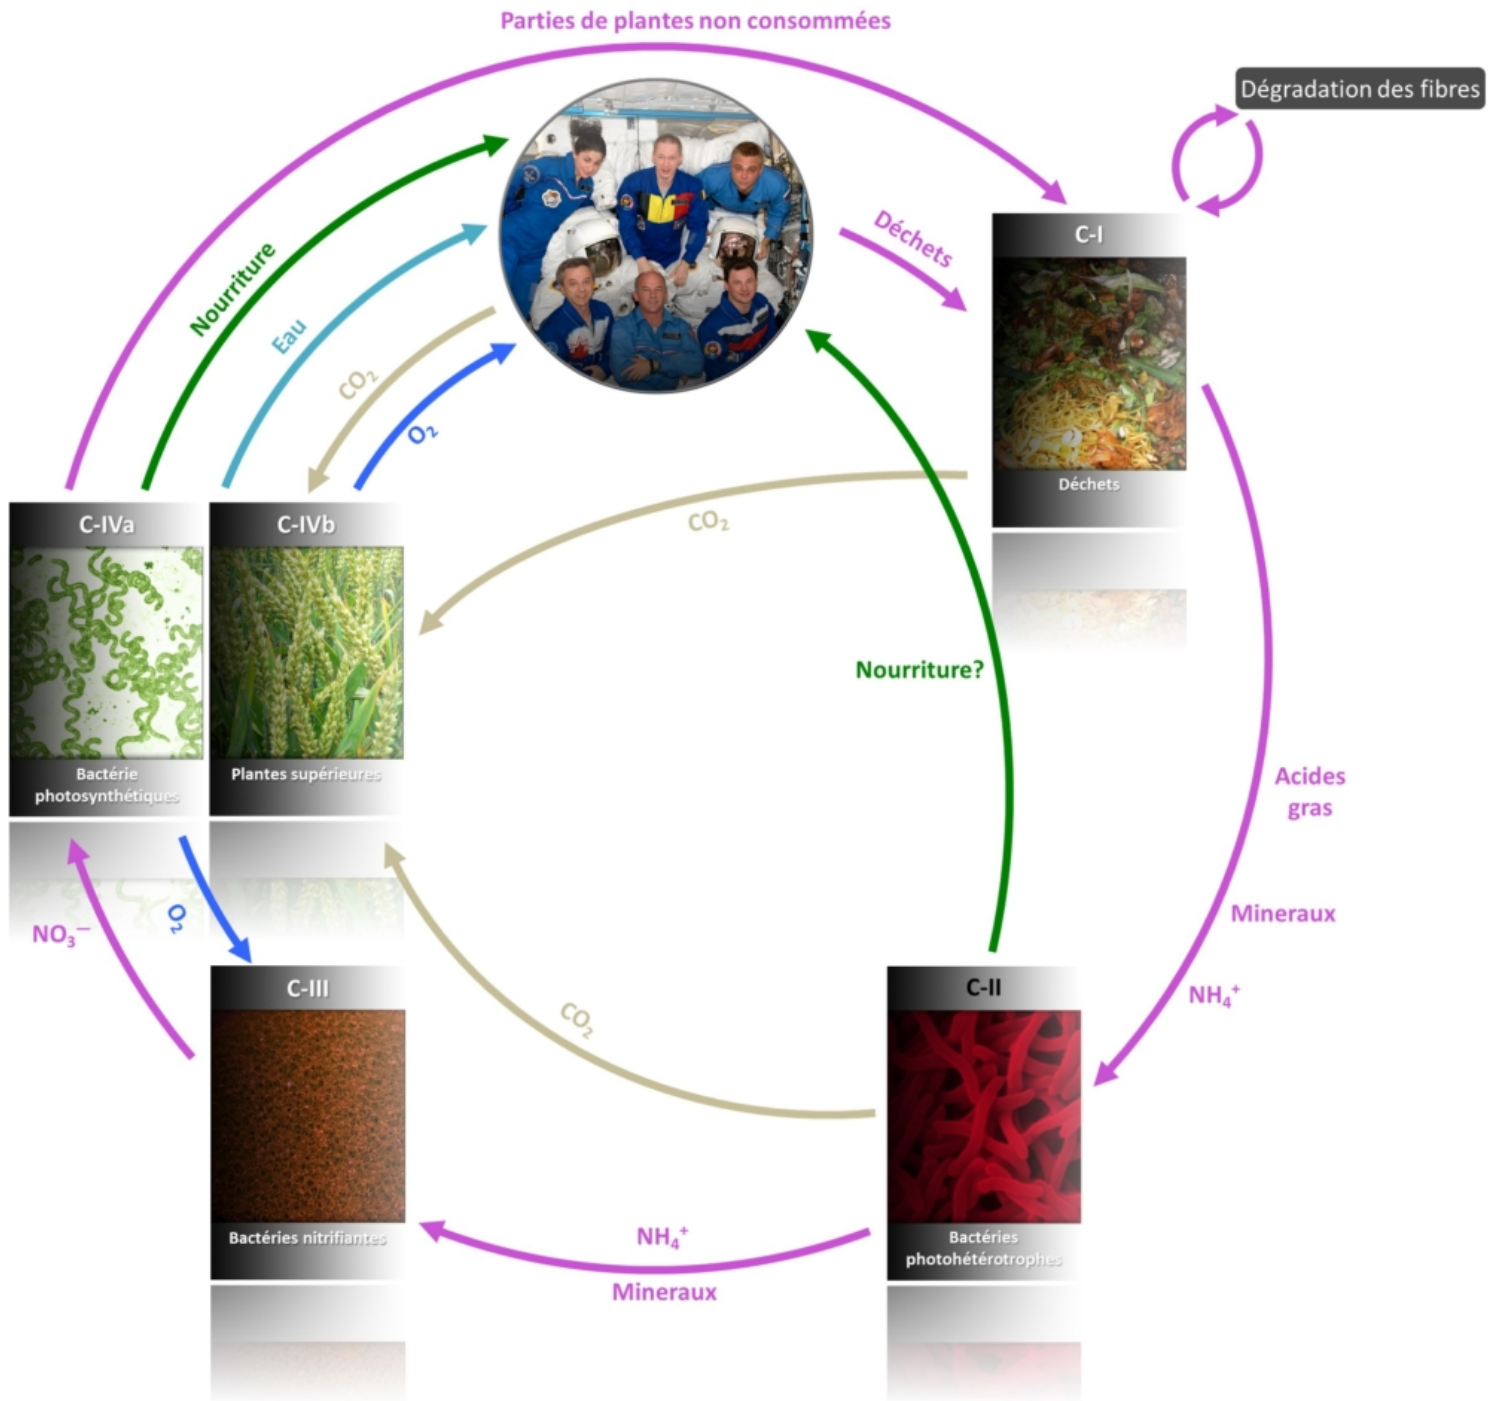 Parties de plantes non consommées
Dégradation des fibres
Déchets
C-I
Nourriture
Eau
CO₂
O₂
Déchets
CO₂
C-IVa
C-IVb
Nourriture?
Bactérie
photosynthétiques
Plantes supérieures
Acides
gras
Mineraux
NH₄⁺
NO₃⁻
O₂
C-III
C-II
CO₂
Bactéries nitrifiantes
Bactéries
photohétérotrophes
NH₄⁺
Mineraux